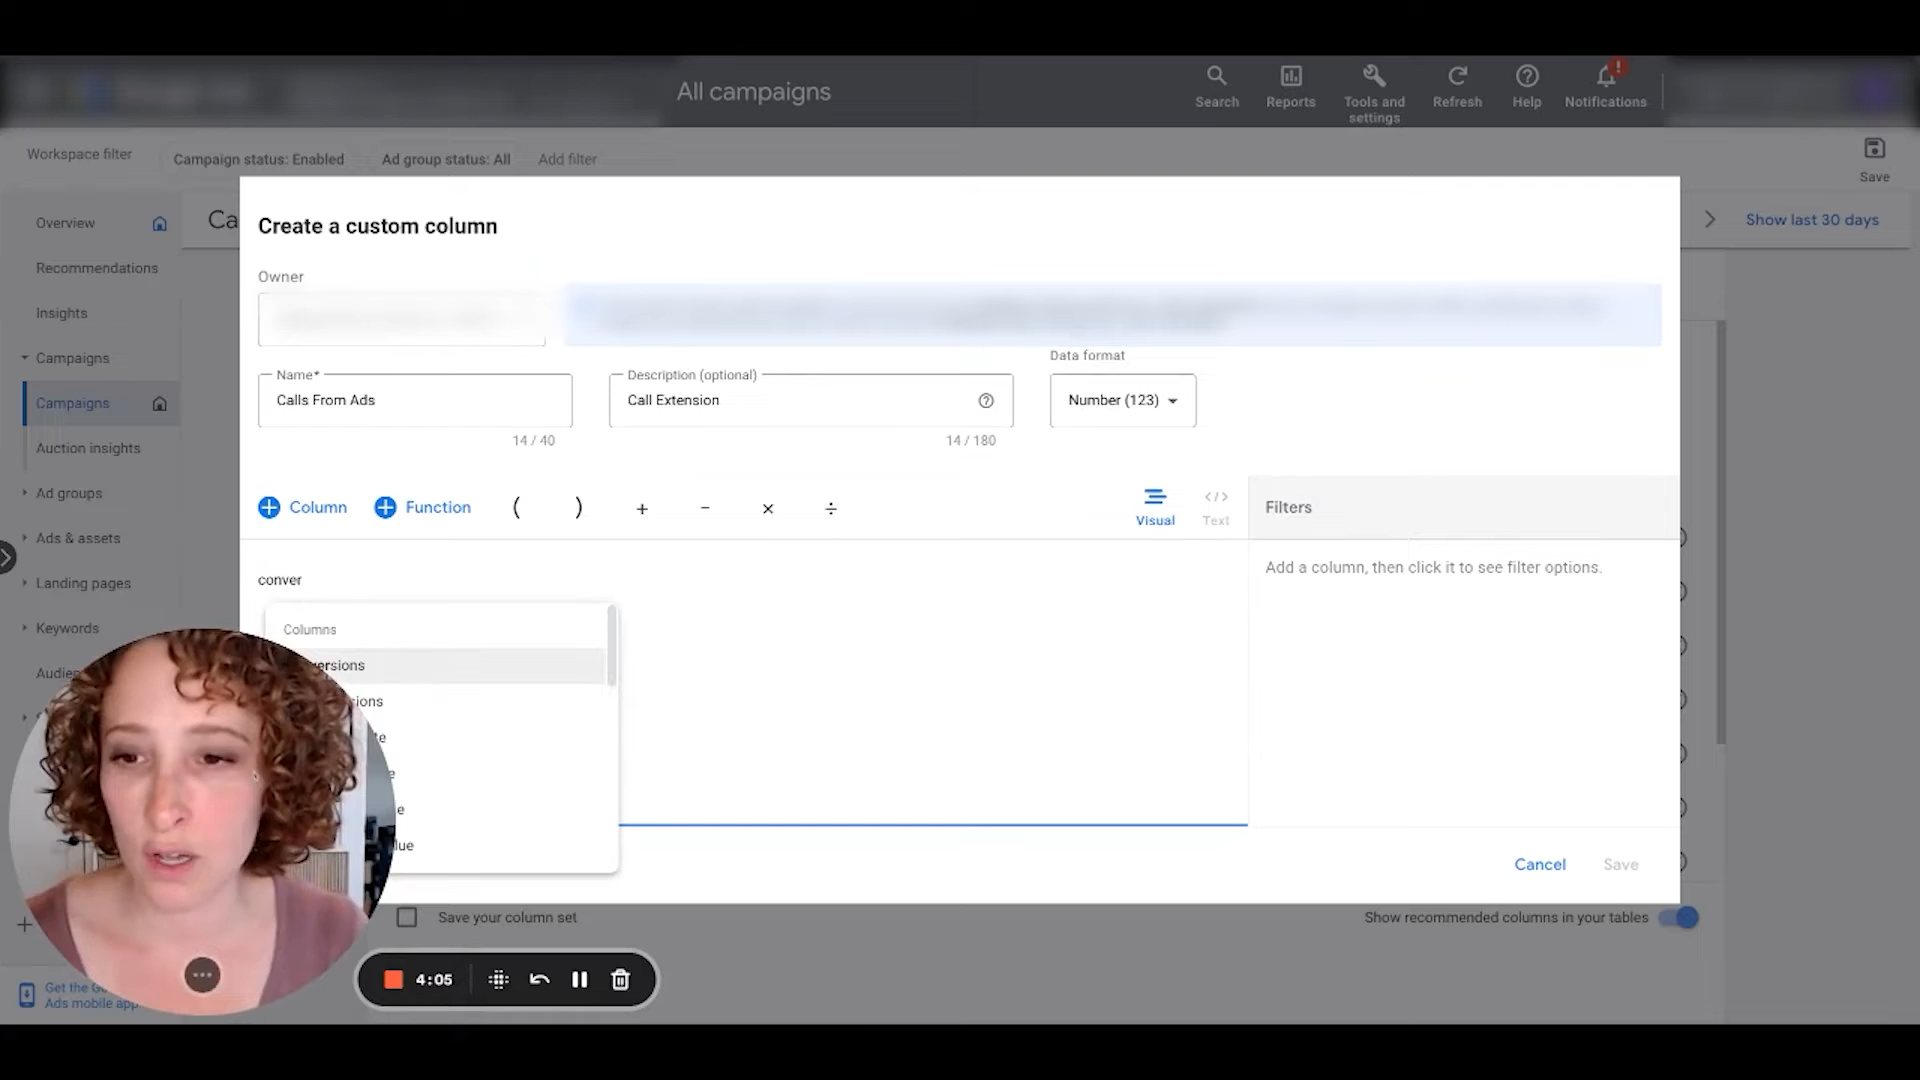 All campaigns
Search
Reports
Tools and
settings
Refresh
Help
!
Notifications
Workspace filter
Campaign status: Enabled
Ad group status: All
Add filter
Save
Overview
Recommendations
Insights
Campaigns
Campaigns
Auction insights
Ad groups
Ads & assets
Landing pages
Keywords
Ca
Show last 30 days
Create a custom column
Owner
Data format
Name*
Calls From Ads
14 / 40
Description (optional)
Call Extension
14 / 180
Number (123)
Column
Function
(
)
+
−
×
÷
Visual
</>
Text
Filters
Add a column, then click it to see filter options.
conver
Columns
ersions
ions
te
e
e
lue
Cancel
Save
Save your column set
Show recommended columns in your tables
4:05
Get the Go
Ads mobile app